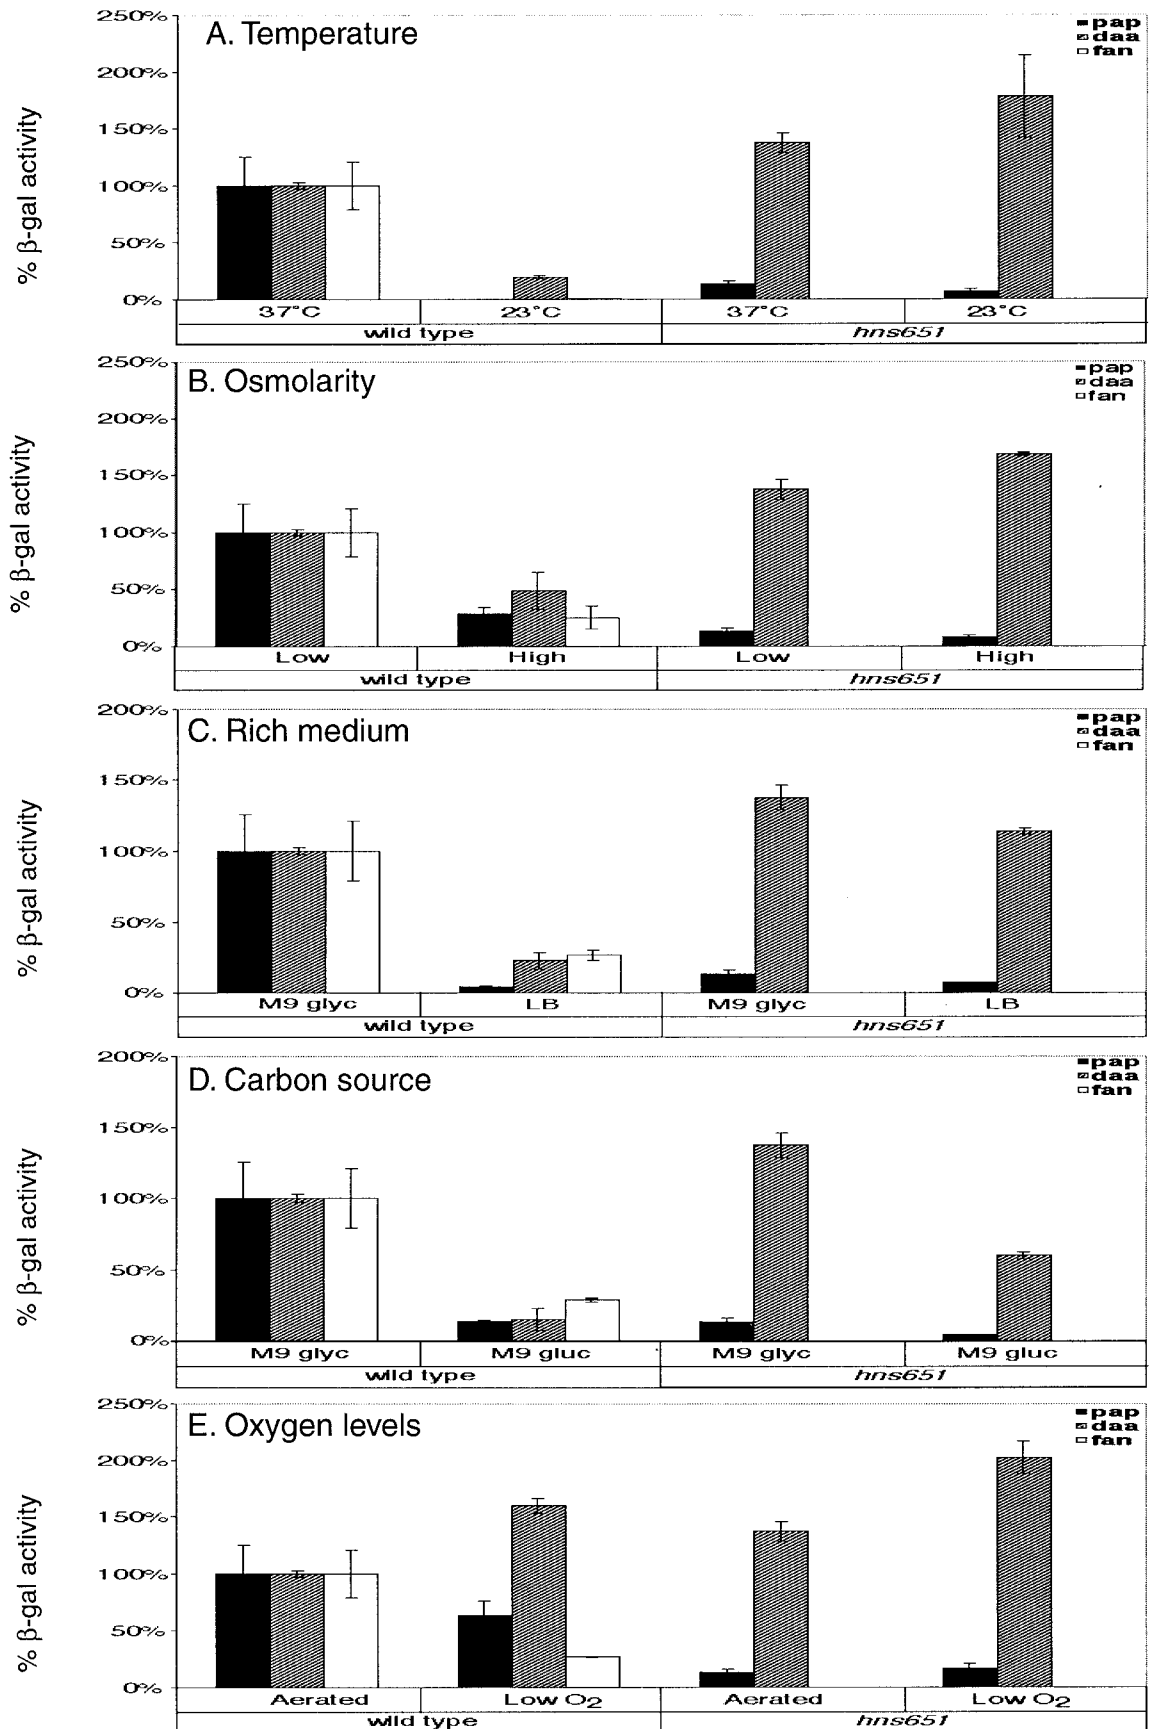 250%
A. Temperature
pap
daa
fan
200%
150%
100%
50%
0%
% β-gal activity
37°C 23°C 37°C 23°C
wild type hns651
250%
B. Osmolarity
pap
daa
fan
200%
150%
100%
50%
0%
% β-gal activity
Low High Low High
wild type hns651
200%
C. Rich medium
pap
daa
fan
150%
100%
50%
0%
% β-gal activity
M9 glyc LB M9 glyc LB
wild type hns651
200%
D. Carbon source
pap
daa
fan
150%
100%
50%
0%
% β-gal activity
M9 glyc M9 gluc M9 glyc M9 gluc
wild type hns651
250%
E. Oxygen levels
pap
daa
fan
200%
150%
100%
50%
0%
% β-gal activity
Aerated Low O2 Aerated Low O2
wild type hns651